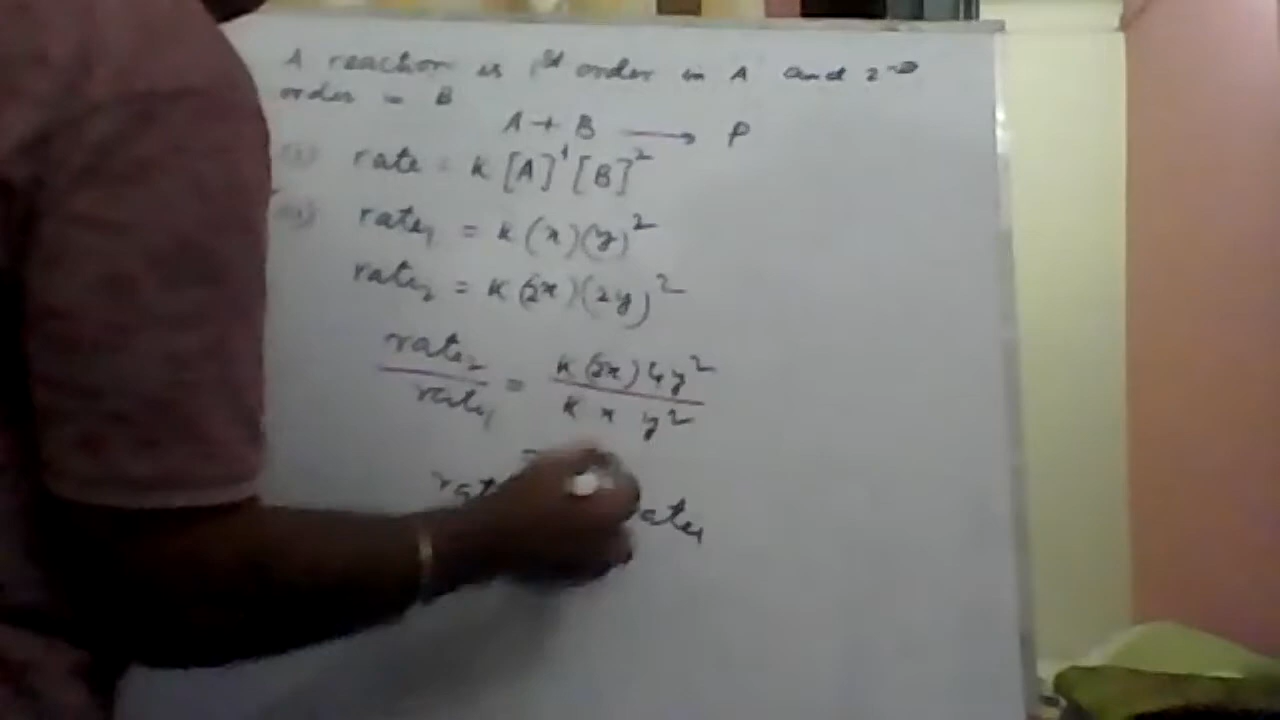 A reaction is 1st order in A and 2nd
order in B
A + B → P
rate = k [A]¹ [B]²
rate₁ = k (x)(y)²
rate₂ = k (2x)(2y)²
rate₂ / rate₁ = k (2x) 4y² / k x y²
rate₁